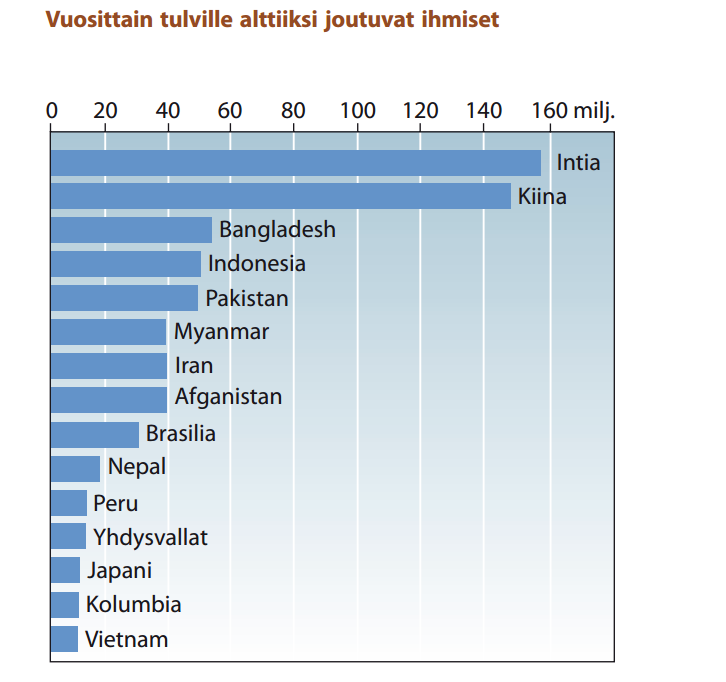 Vuosittain tulville alttiiksi joutuvat ihmiset
0 20 40 60 80 100 120 140 160 milj.
Intia
Kiina
Bangladesh
Indonesia
Pakistan
Myanmar
Iran
Afganistan
Brasilia
Nepal
Peru
Yhdysvallat
Japani
Kolumbia
Vietnam